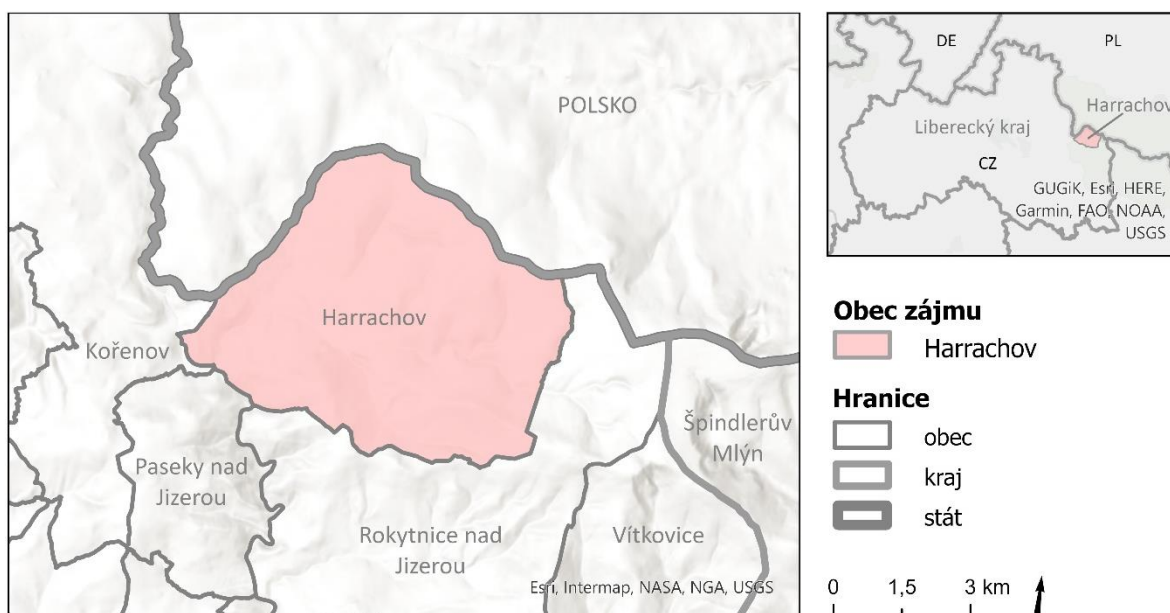 POLSKO
Harrachov
Kořenov
Špindlerův
Mlýn
Paseky nad
Jizerou
Rokytnice nad
Jizerou
Vítkovice
Esri, Intermap, NASA, NGA, USGS
DE
PL
Harrachov
Liberecký kraj
CZ
GUGiK, Esri, HERE,
Garmin, FAO, NOAA,
USGS
Obec zájmu
Harrachov
Hranice
obec
kraj
stát
0 1,5 3 km